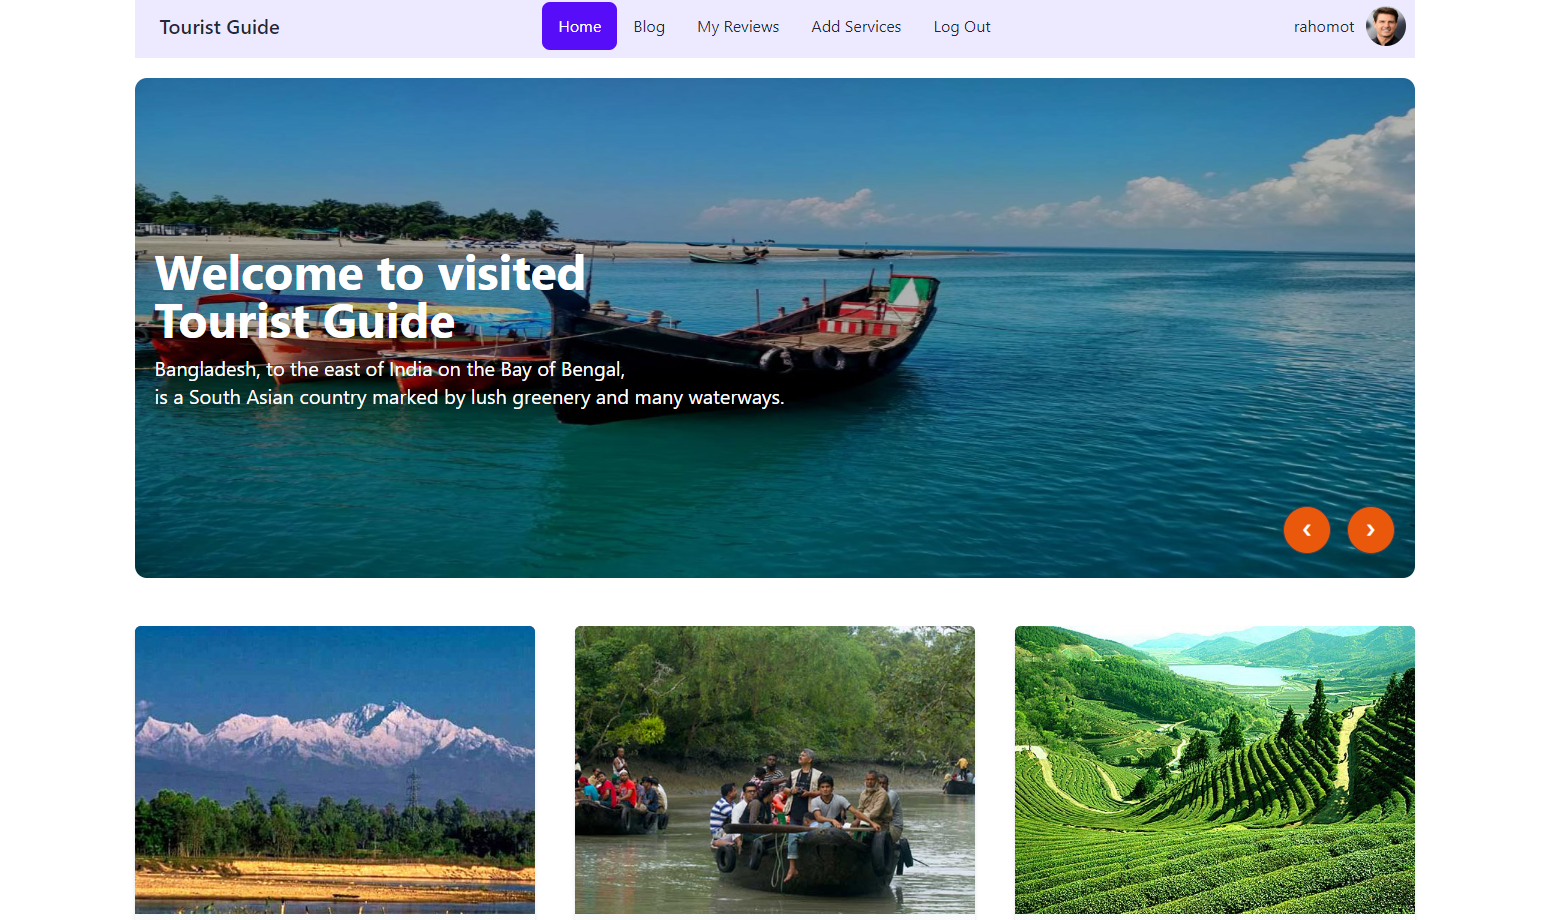 Tourist Guide
Home
Blog
My Reviews
Add Services
Log Out
rahomot
Welcome to visited
Tourist Guide
Bangladesh, to the east of India on the Bay of Bengal,
is a South Asian country marked by lush greenery and many waterways.